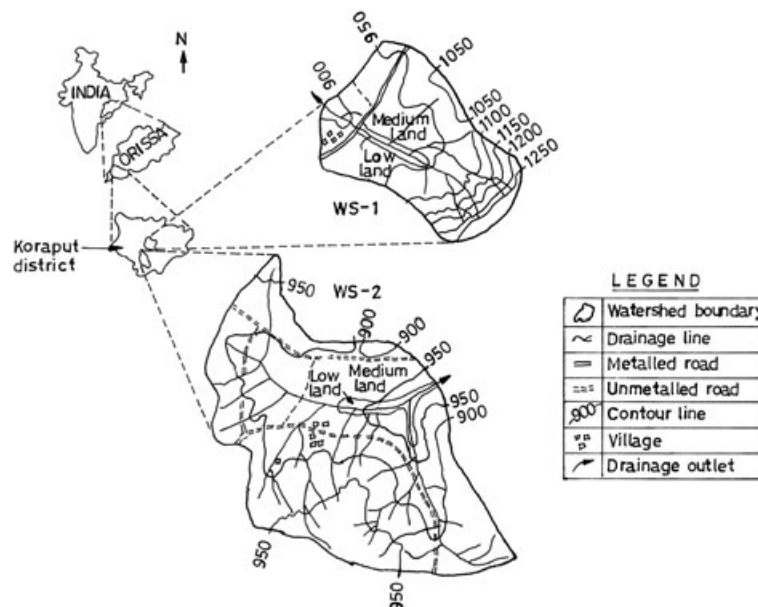 N
INDIA
ORISSA
Koraput
district
950
900
1050
1050
1100
1150
1200
1250
Medium
land
Low
land
WS-1
WS-2
950
900
900
950
950
900
Medium
land
Low
land
950
950
LEGEND
Watershed boundary
Drainage line
Metalled road
Unmetalled road
900 Contour line
Village
Drainage outlet